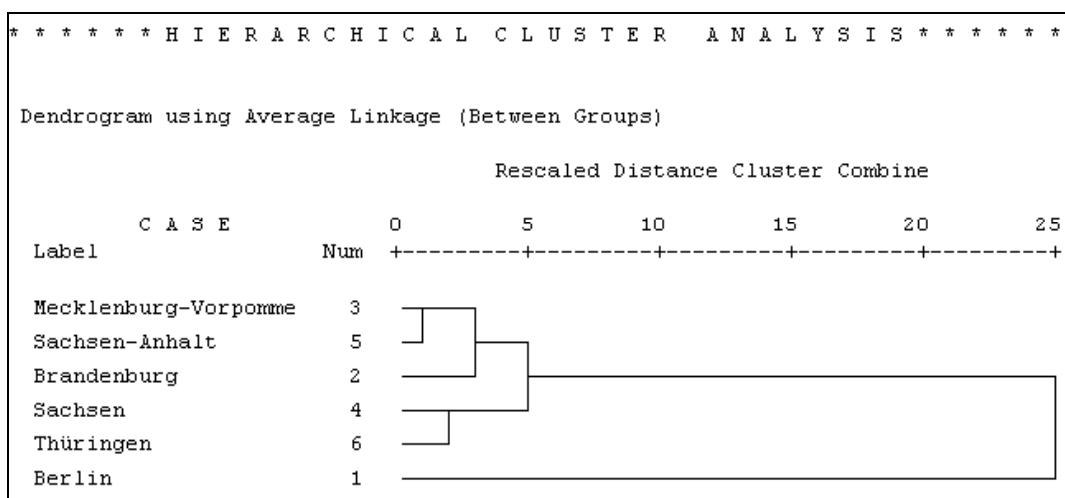 * * * * * * H I E R A R C H I C A L   C L U S T E R   A N A L Y S I S * * * * * *
Dendrogram using Average Linkage (Between Groups)
Rescaled Distance Cluster Combine
C A S E 0 5 10 15 20 25
Label Num +---------+---------+---------+---------+---------+
Mecklenburg-Vorpomme 3
Sachsen-Anhalt 5
Brandenburg 2
Sachsen 4
Thüringen 6
Berlin 1